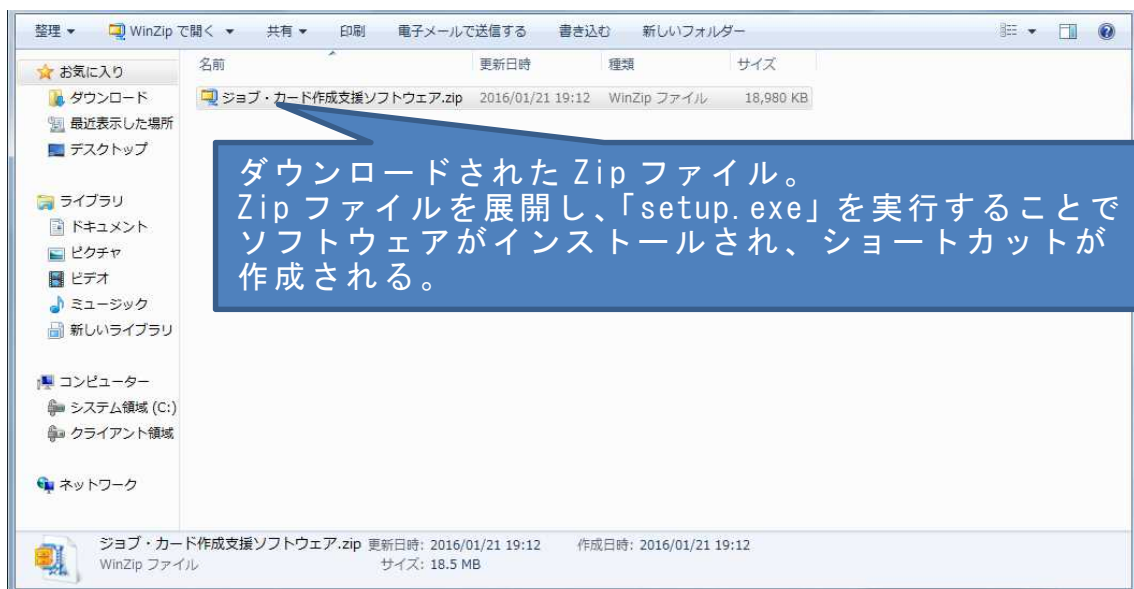 整理 WinZip で開く 共有 印刷 電子メールで送信する 書き込む 新しいフォルダー
名前 更新日時 種類 サイズ
ジョブ・カード作成支援ソフトウェア.zip 2016/01/21 19:12 WinZip ファイル 18,980 KB
お気に入り
ダウンロード
最近表示した場所
デスクトップ
ライブラリ
ドキュメント
ピクチャ
ビデオ
ミュージック
新しいライブラリ
コンピューター
システム領域 (C:)
クライアント領域
ネットワーク
ダウンロードされた Zip ファイル。
Zip ファイルを展開し、「setup.exe」を実行することで
ソフトウェアがインストールされ、ショートカットが
作成される。
ジョブ・カード作成支援ソフトウェア.zip 更新日時: 2016/01/21 19:12 作成日時: 2016/01/21 19:12
WinZip ファイル サイズ: 18.5 MB